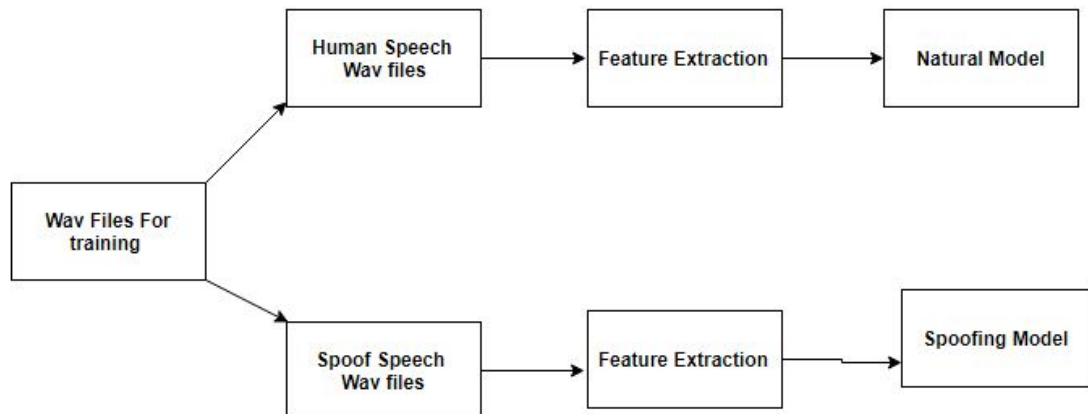 Human Speech
Wav files
Feature Extraction
Natural Model
Wav Files For
training
Spoof Speech
Wav files
Feature Extraction
Spoofing Model